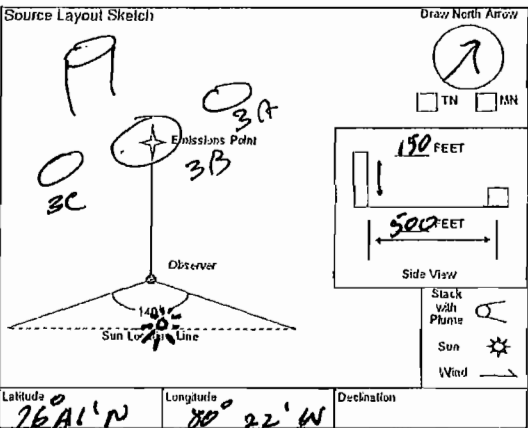 Source Layout Sketch
Draw North Arrow
TN MN
3A
Emissions Point
3B
3C
150 FEET
500 FEET
Side View
Observer
140°
Sun Location Line
Stack
with
Plume
Sun
Wind
Latitude Longitude Declination
80° 22' W